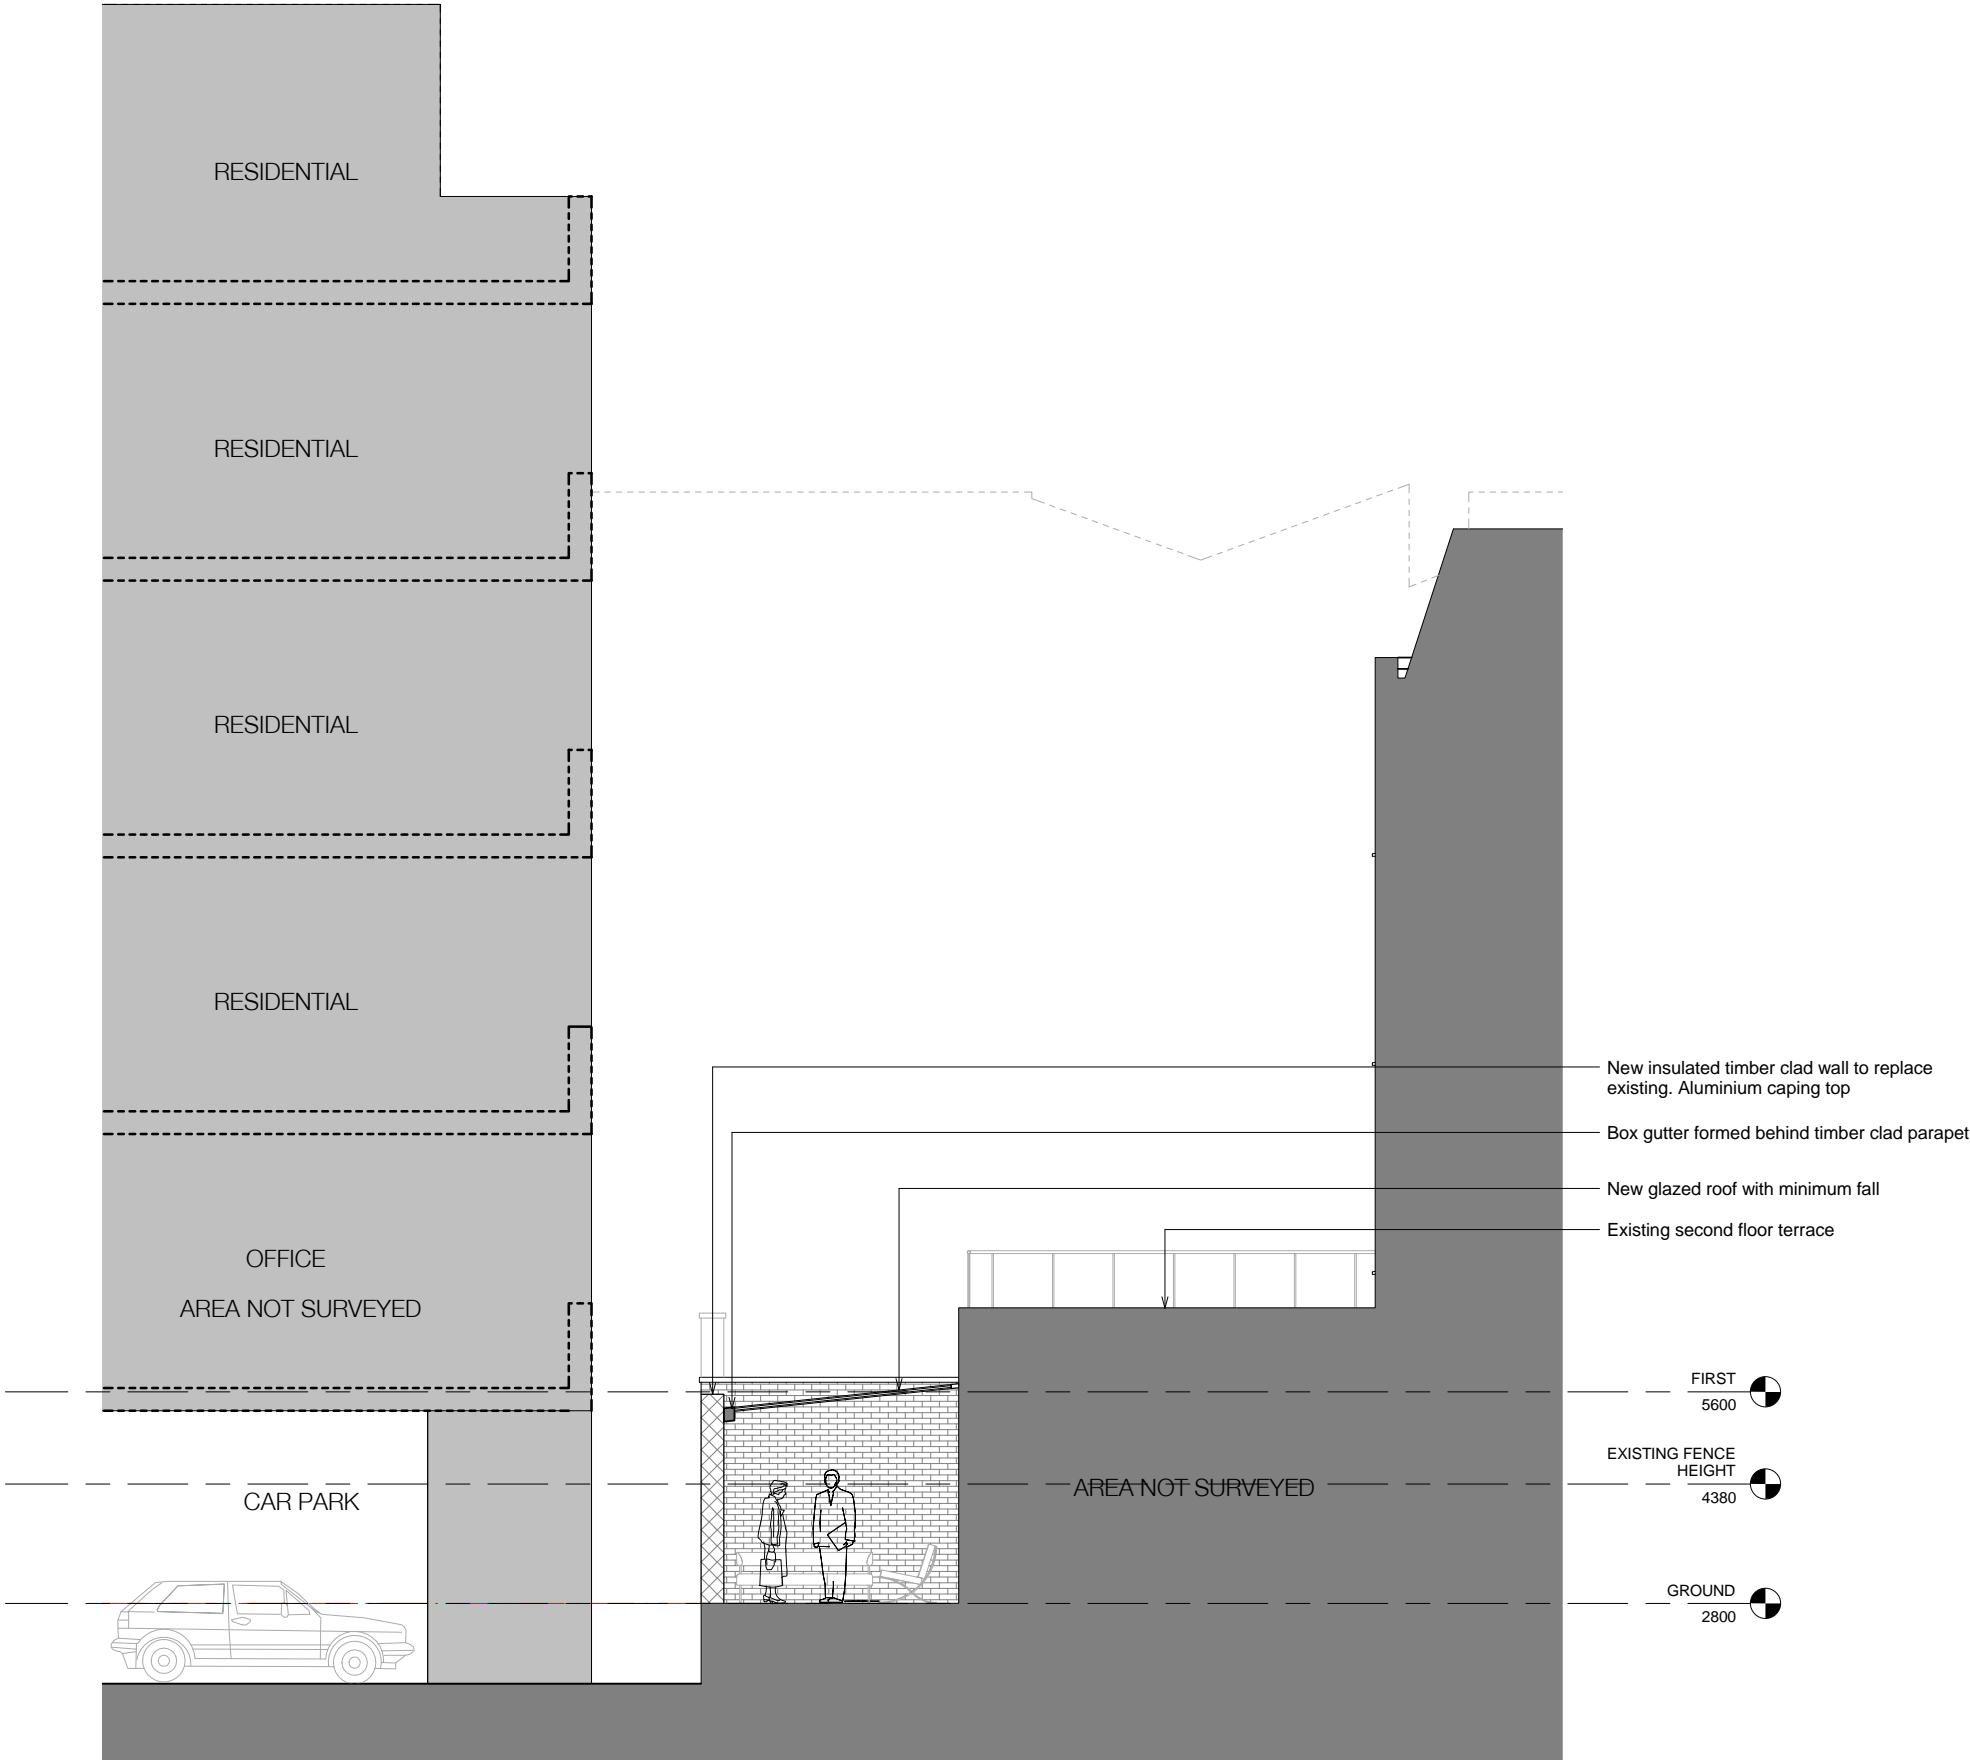 RESIDENTIAL
RESIDENTIAL
RESIDENTIAL
RESIDENTIAL
New insulated timber clad wall to replace
existing. Aluminium caping top
Box gutter formed behind timber clad parapet
New glazed roof with minimum fall
Existing second floor terrace
OFFICE
AREA NOT SURVEYED
FIRST
5600
EXISTING FENCE
HEIGHT
4380
AREA NOT SURVEYED
CAR PARK
GROUND
2800